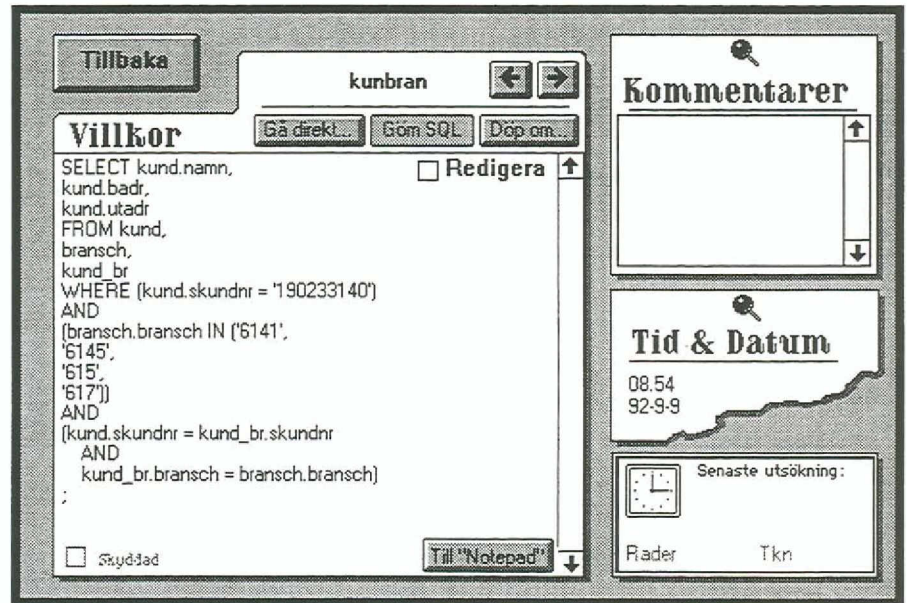 Tillbaka
kunbran
Villkor
Gå direkt...
Göm SQL
Döp om...
Redigera
SELECT kund.namn,
kund.badr,
kund.utadr
FROM kund,
bransch,
kund_br
WHERE (kund.skundnr = '190233140')
AND
(bransch.bransch IN ('6141',
'6145',
'615',
'617'))
AND
(kund.skundnr = kund_br.skundnr
AND
kund_br.bransch = bransch.bransch)
;
Skyddad
Till "Notepad"
Kommentarer
Tid & Datum
08.54
92-9-9
Senaste utsökning:
Rader Tkn